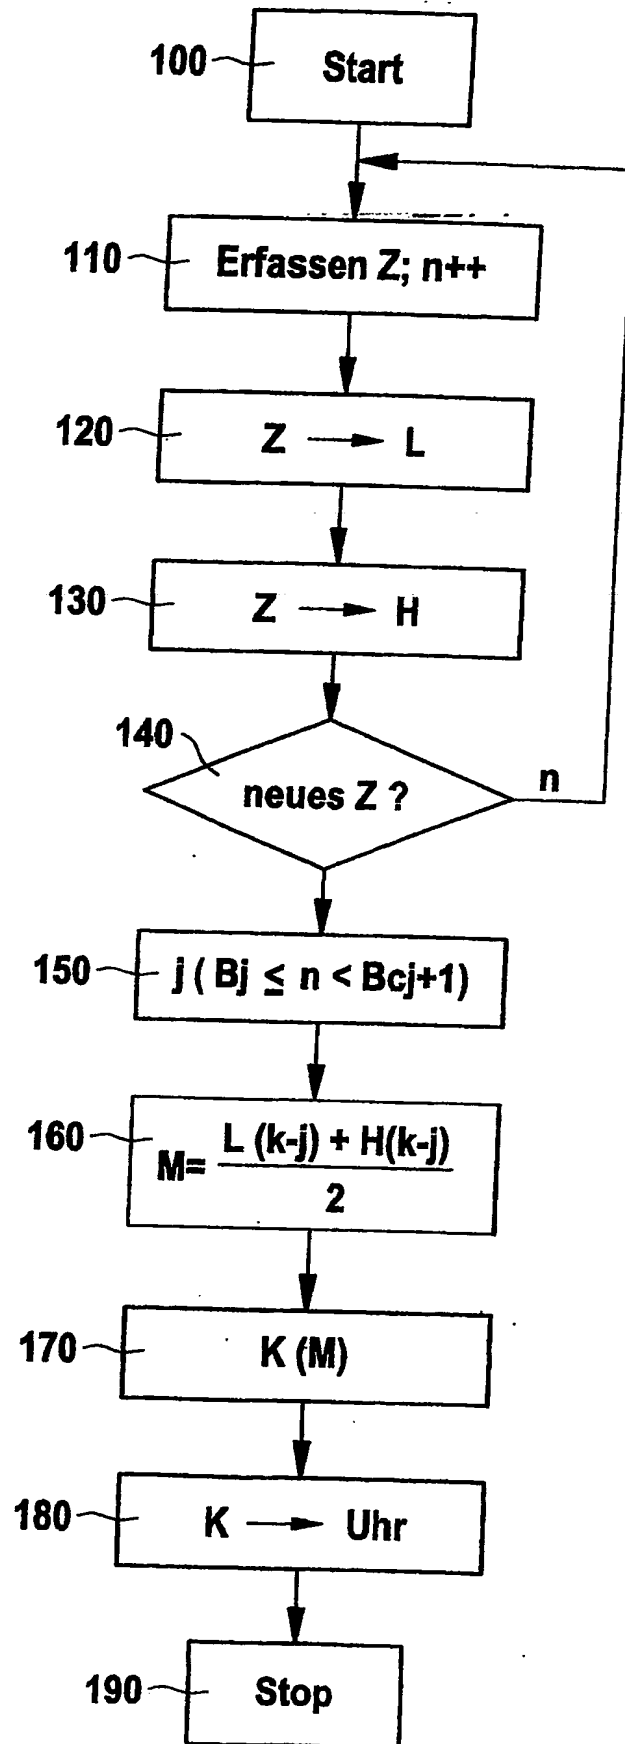 100 Start
110 Erfassen Z; n++
120 Z → L
130 Z → H
140 neues Z ? n
150 j ( Bj ≤ n < Bcj+1)
160 M= L (k-j) + H(k-j)
2
170 K (M)
180 K → Uhr
190 Stop